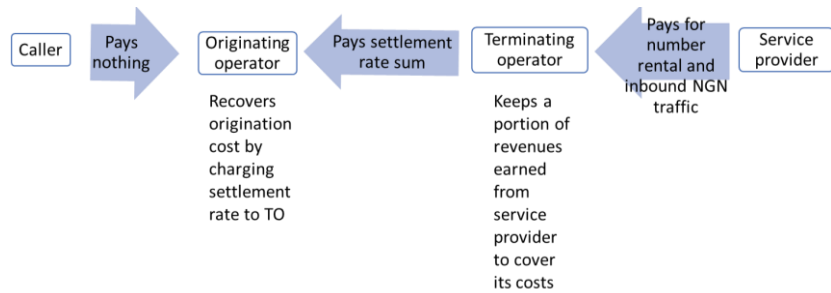 Caller
Pays
nothing
Originating
operator
Pays settlement
rate sum
Terminating
operator
Pays for
number
rental and
inbound NGN
traffic
Service
provider
Recovers
origination
cost by
charging
settlement
rate to TO
Keeps a
portion of
revenues
earned
from
service
provider
to cover
its costs